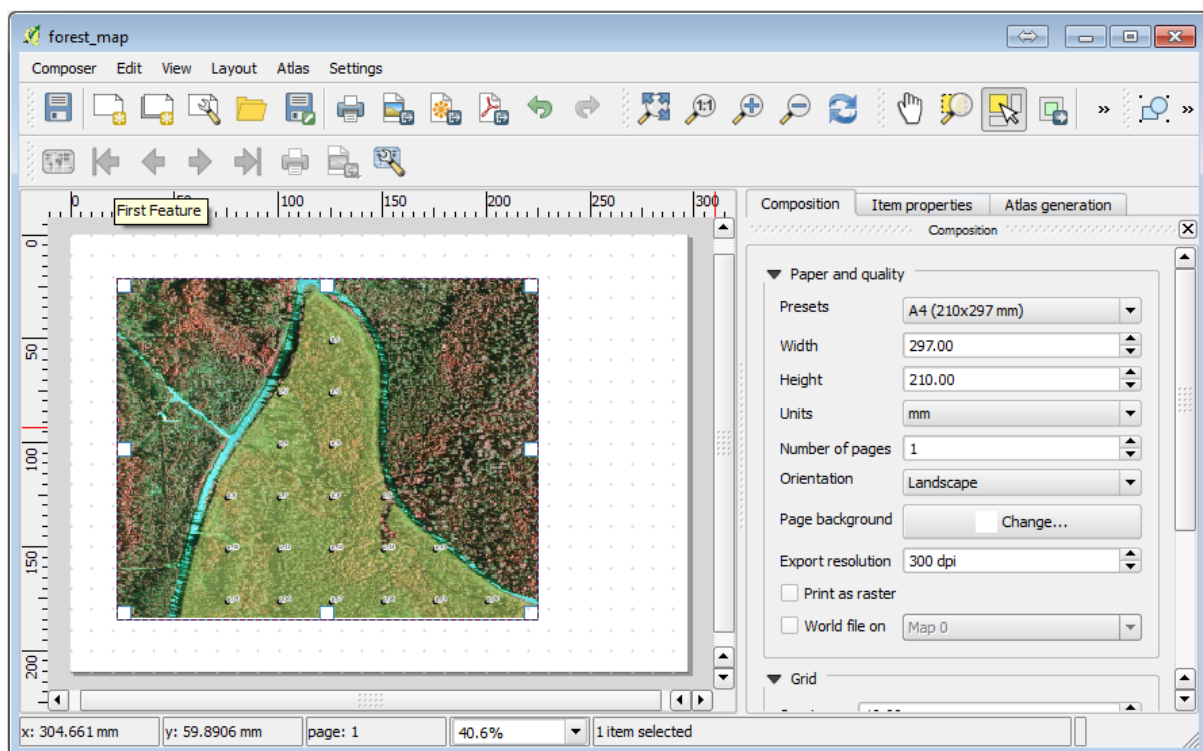 forest_map
Composer Edit View Layout Atlas Settings
1:1
» »
0 50 100 150 200 250 300
First Feature
Composition Item properties Atlas generation
Composition
0
50
100
150
200
Paper and quality
Presets A4 (210x297 mm)
Width 297.00
Height 210.00
Units mm
Number of pages 1
Orientation Landscape
Page background Change...
Export resolution 300 dpi
Print as raster
World file on Map 0
Grid
x: 304.661 mm y: 59.8906 mm page: 1 40.6% 1 item selected